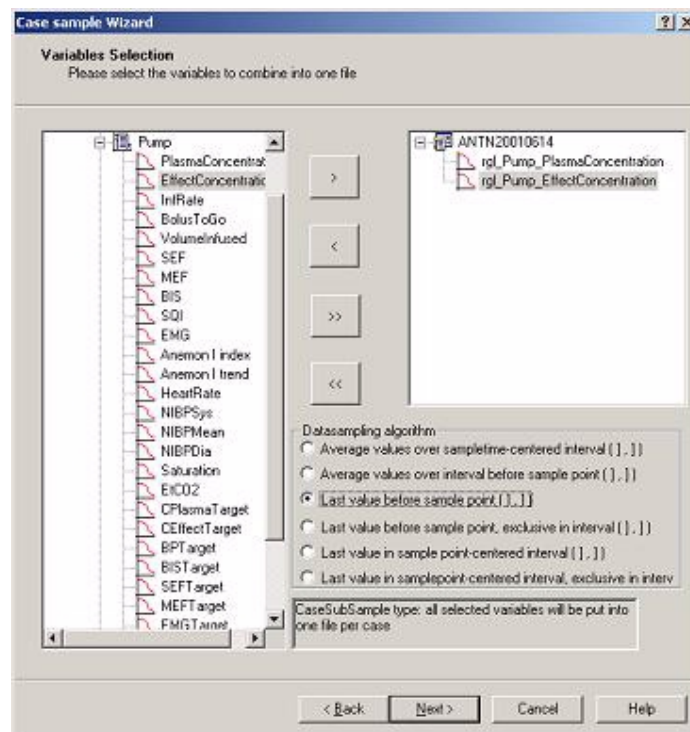 Case sample Wizard
Variables Selection
Please select the variables to combine into one file
Pump
PlasmaConcentrat
EffectConcentratic
InfRate
BolusToGo
VolumeInfused
SEF
MEF
BIS
SQI
EMG
Anemon I index
Anemon I trend
HeartRate
NIBPSys
NIBPMean
NIBPDia
Saturation
EtCO2
CPlasmaTarget
CEffectTarget
BPTarget
BISTarget
SEFTarget
MEFTarget
EMGTarget
>
<
>>
<<
ANTN20010614
rgl_Pump_PlasmaConcentration
rgl_Pump_EffectConcentration
Datasampling algorithm
Average values over sampletime-centered interval ( ] , ] )
Average values over interval before sample point ( ] , ] )
Last value before sample point ( ] , ] )
Last value before sample point, exclusive in interval ( ] , ] )
Last value in sample point-centered interval ( ] , ] )
Last value in samplepoint-centered interval, exclusive in interv
CaseSubSample type: all selected variables will be put into
one file per case
< Back
Next >
Cancel
Help